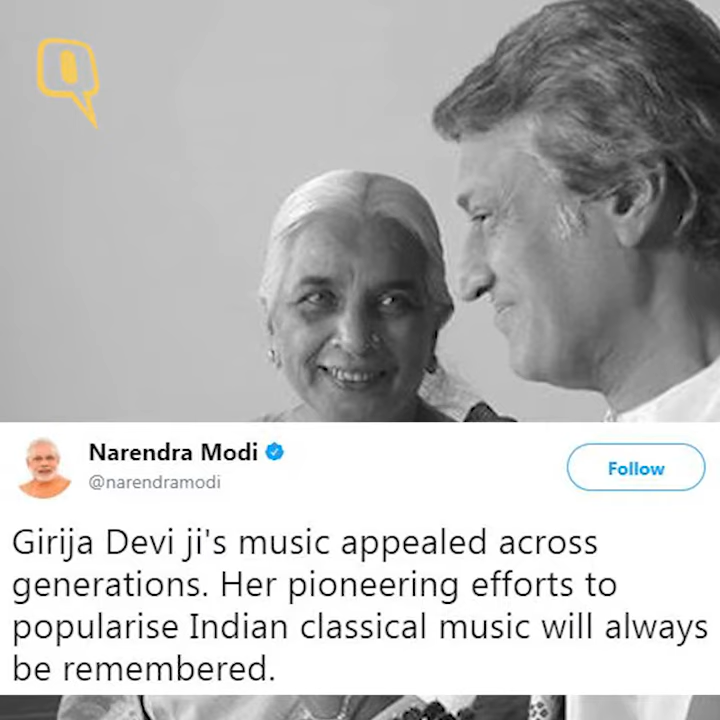 Narendra Modi
@narendramodi
Follow
Girija Devi ji's music appealed across
generations. Her pioneering efforts to
popularise Indian classical music will always
be remembered.